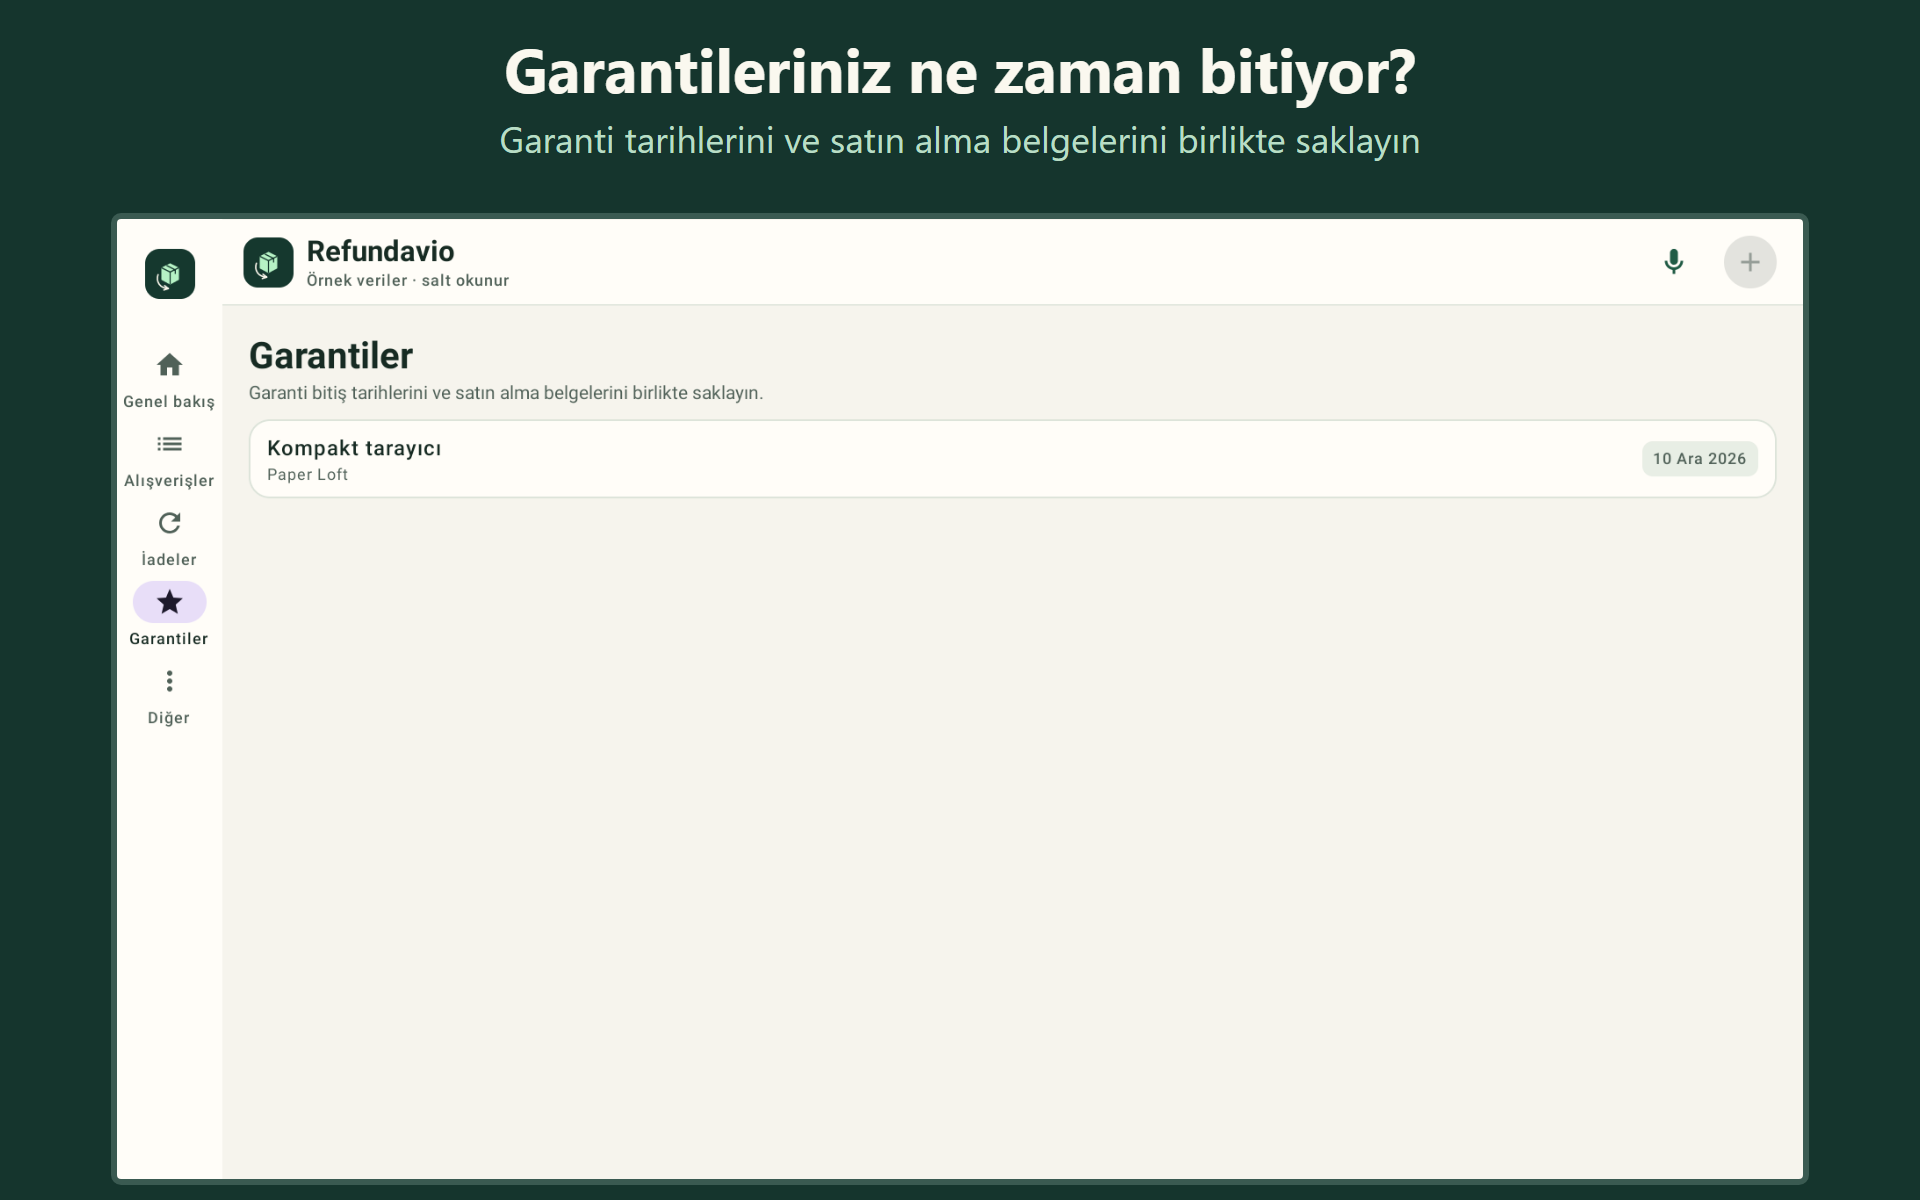 Garantileriniz ne zaman bitiyor?
Garanti tarihlerini ve satın alma belgelerini birlikte saklayın
Refundavio
Örnek veriler · salt okunur
Genel bakış
Alışverişler
İadeler
Garantiler
Diğer
Garantiler
Garanti bitiş tarihlerini ve satın alma belgelerini birlikte saklayın.
Kompakt tarayıcı
Paper Loft
10 Ara 2026